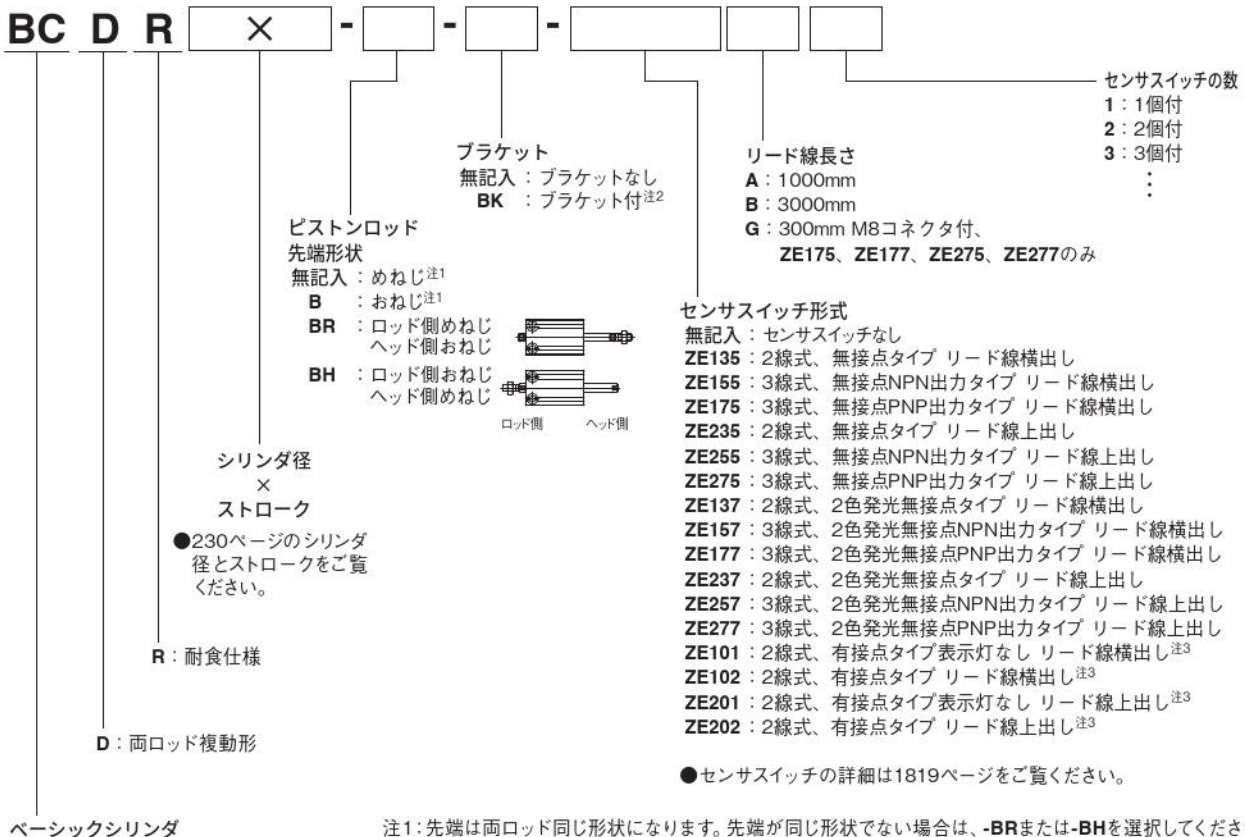 BC D R × - - -
センサスイッチの数
1：1個付
2：2個付
3：3個付
⋮
リード線長さ
A：1000mm
B：3000mm
G：300mm M8コネクタ付、
ZE175、ZE177、ZE275、ZE277のみ
ブラケット
無記入：ブラケットなし
BK：ブラケット付注2
ピストンロッド
先端形状
無記入：めねじ注1
B：おねじ注1
BR：ロッド側めねじ
ヘッド側おねじ
BH：ロッド側おねじ
ヘッド側めねじ
ロッド側 ヘッド側
センサスイッチ形式
無記入：センサスイッチなし
ZE135：2線式、無接点タイプ リード線横出し
ZE155：3線式、無接点NPN出力タイプ リード線横出し
ZE175：3線式、無接点PNP出力タイプ リード線横出し
ZE235：2線式、無接点タイプ リード線上出し
ZE255：3線式、無接点NPN出力タイプ リード線上出し
ZE275：3線式、無接点PNP出力タイプ リード線上出し
ZE137：2線式、2色発光無接点タイプ リード線横出し
ZE157：3線式、2色発光無接点NPN出力タイプ リード線横出し
ZE177：3線式、2色発光無接点PNP出力タイプ リード線横出し
ZE237：2線式、2色発光無接点タイプ リード線上出し
ZE257：3線式、2色発光無接点NPN出力タイプ リード線上出し
ZE277：3線式、2色発光無接点PNP出力タイプ リード線上出し
ZE101：2線式、有接点タイプ表示灯なし リード線横出し注3
ZE102：2線式、有接点タイプ リード線横出し注3
ZE201：2線式、有接点タイプ表示灯なし リード線上出し注3
ZE202：2線式、有接点タイプ リード線上出し注3
●センサスイッチの詳細は1819ページをご覧ください。
シリンダ径
×
ストローク
●230ページのシリンダ
径とストロークをご覧
ください。
R：耐食仕様
D：両ロッド複動形
ベーシックシリンダ
注1：先端は両ロッド同じ形状になります。先端が同じ形状でない場合は、-BRまたは-BHを選択してくださ